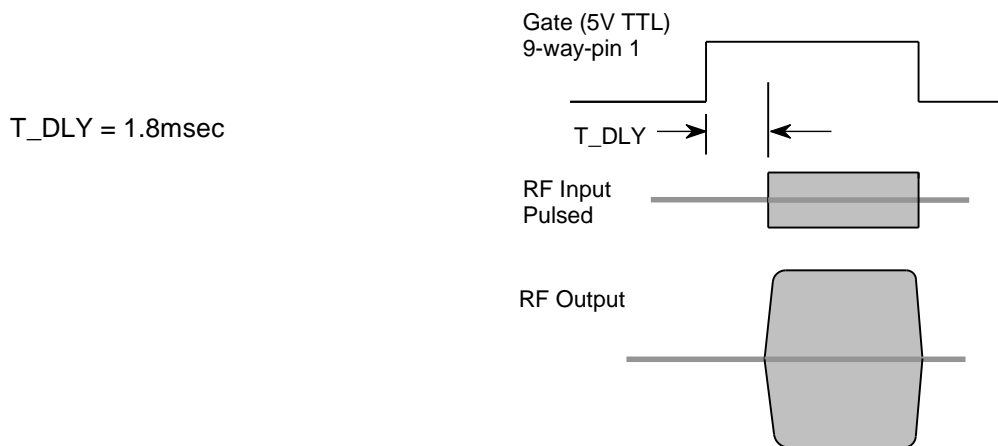 Gate (5V TTL)
9-way-pin 1
T_DLY = 1.8msec
T_DLY
RF Input
Pulsed
RF Output